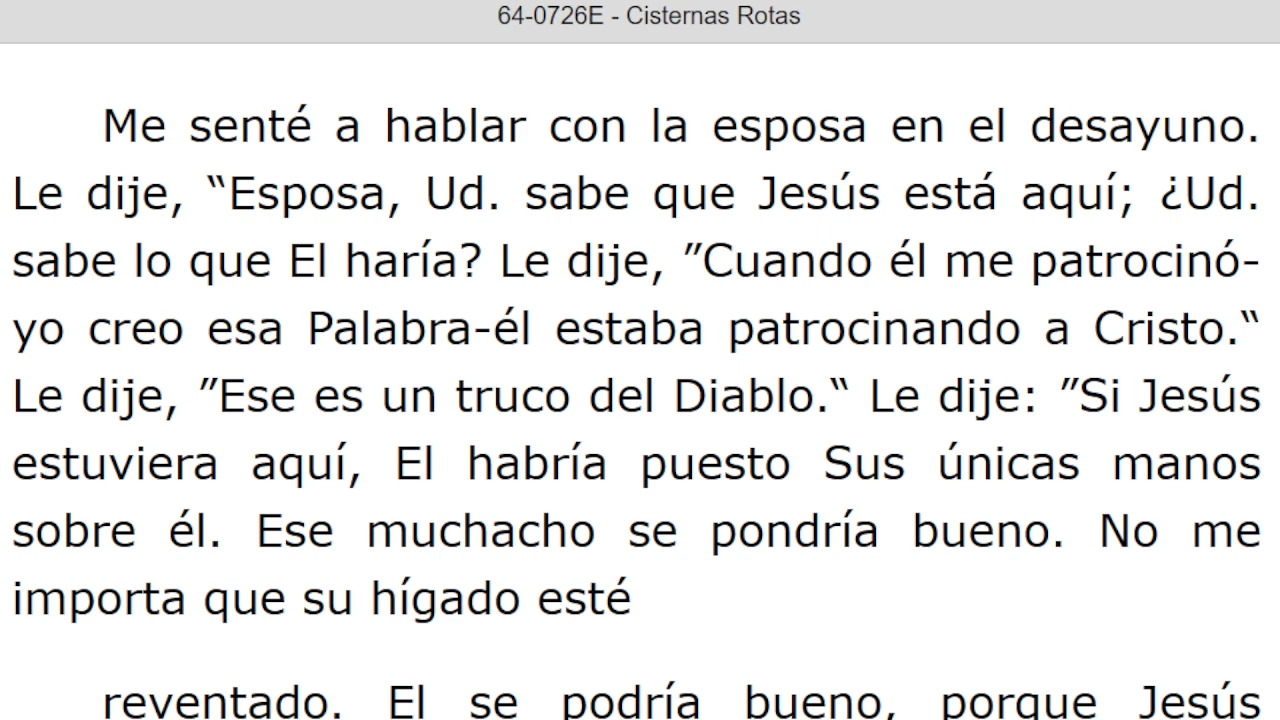 64-0726E - Cisternas Rotas
Me senté a hablar con la esposa en el desayuno.
Le dije, “Esposa, Ud. sabe que Jesús está aquí; ¿Ud.
sabe lo que El haría? Le dije, ”Cuando él me patrocinó-
yo creo esa Palabra-él estaba patrocinando a Cristo.“
Le dije, ”Ese es un truco del Diablo.“ Le dije: ”Si Jesús
estuviera aquí, El habría puesto Sus únicas manos
sobre él. Ese muchacho se pondría bueno. No me
importa que su hígado esté
reventado. El se podría bueno, porque Jesús